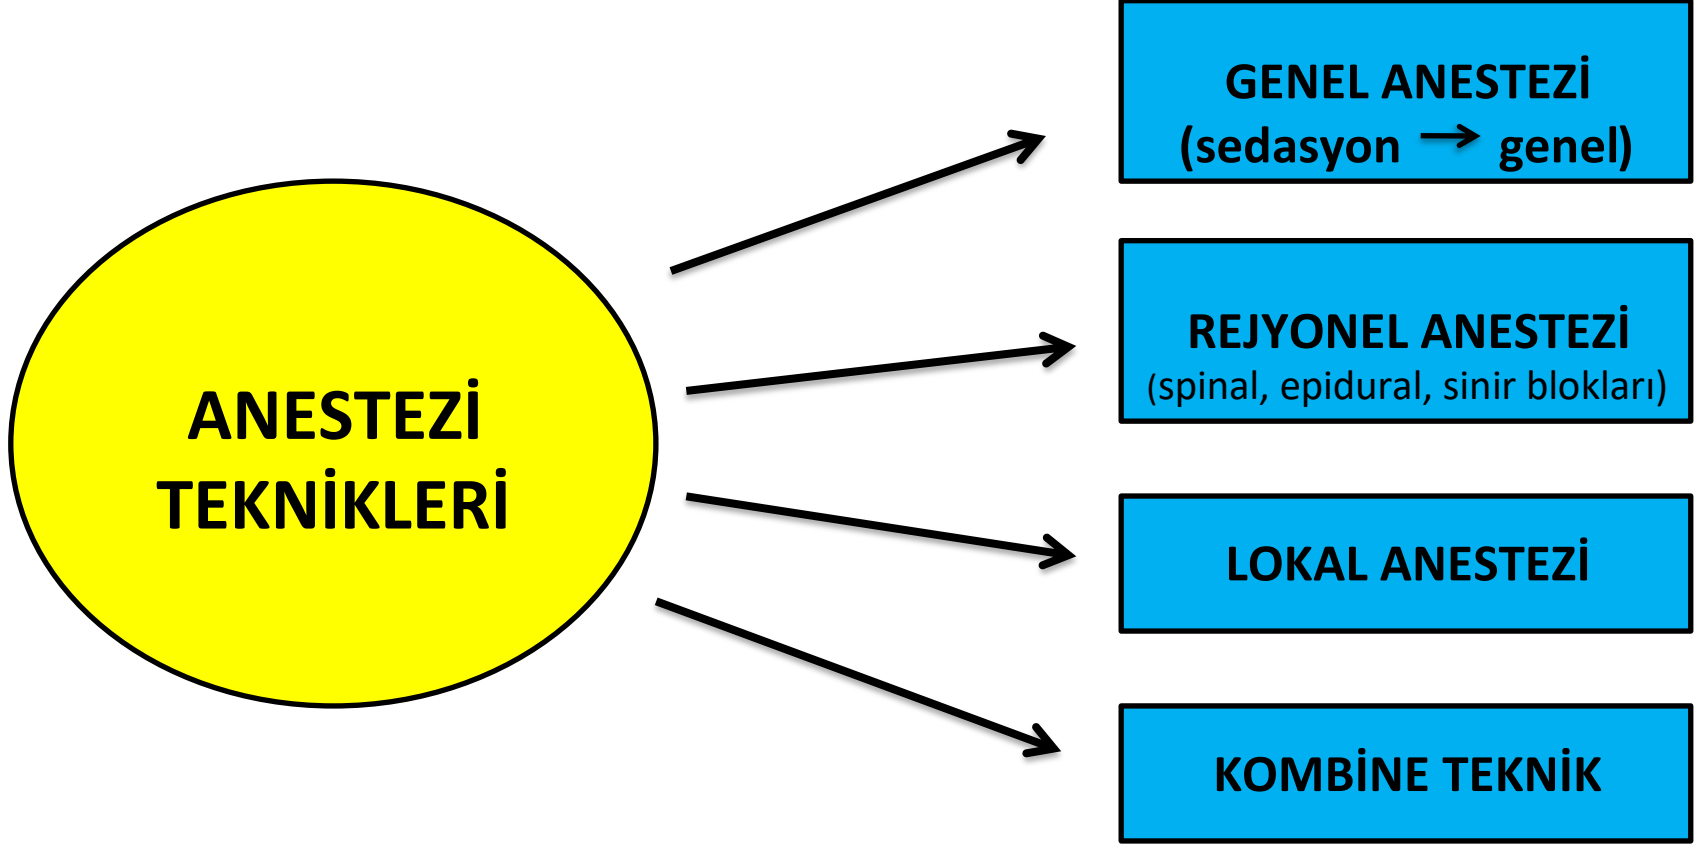 ANESTEZİ
TEKNİKLERİ
GENEL ANESTEZİ
(sedasyon → genel)
REJYONEL ANESTEZİ
(spinal, epidural, sinir blokları)
LOKAL ANESTEZİ
KOMBİNE TEKNİK